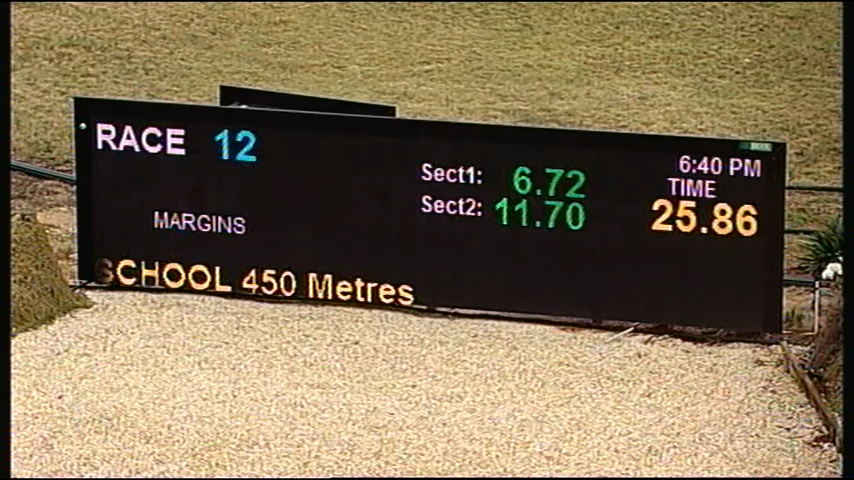 RACE 12
MARGINS
SCHOOL 450 Metres
Sect1: 6.72
Sect2: 11.70
6:40 PM
TIME
25.86